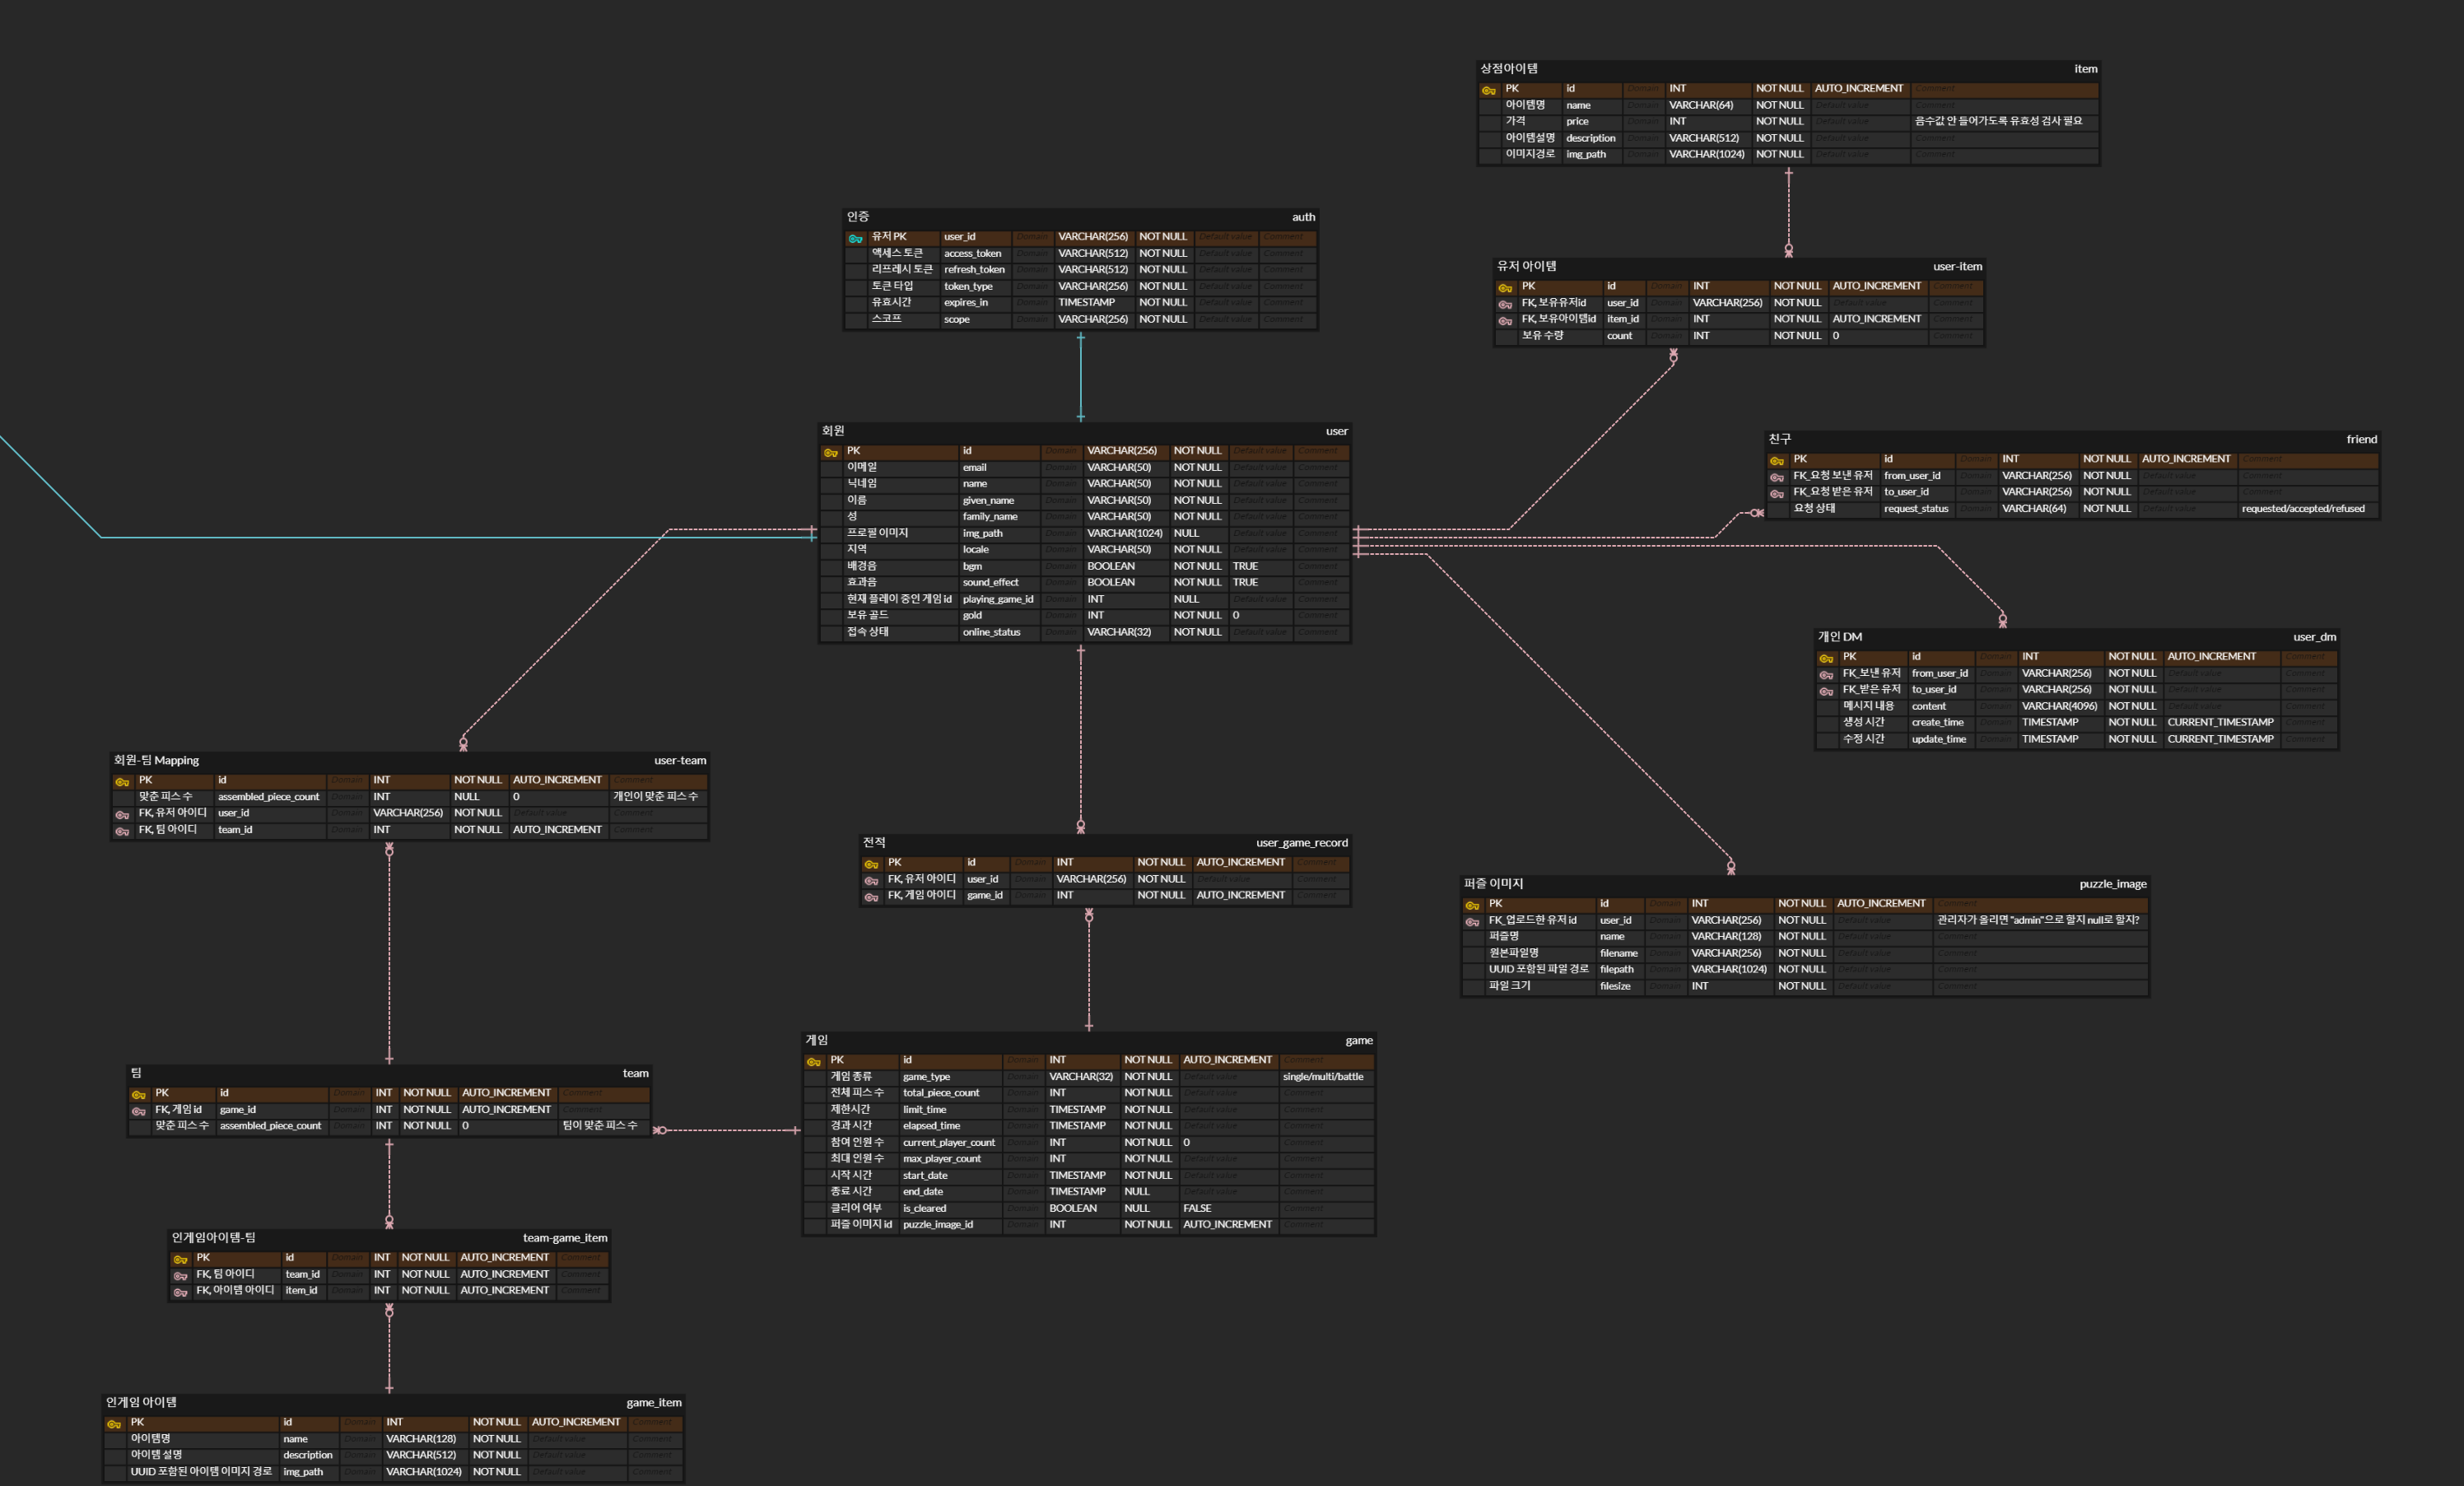 상점아이템 item
PK id Domain INT NOT NULL AUTO_INCREMENT Comment
아이템명 name Domain VARCHAR(64) NOT NULL Default value Comment
가격 price Domain INT NOT NULL Default value 음수값 안 들어가도록 유효성 검사 필요
아이템설명 description Domain VARCHAR(512) NOT NULL Default value Comment
이미지경로 img_path Domain VARCHAR(1024) NOT NULL Default value Comment
인증 auth
유저 PK user_id Domain VARCHAR(256) NOT NULL Default value Comment
액세스 토큰 access_token Domain VARCHAR(512) NOT NULL Default value Comment
리프레시 토큰 refresh_token Domain VARCHAR(512) NOT NULL Default value Comment
토큰 타입 token_type Domain VARCHAR(256) NOT NULL Default value Comment
유효시간 expires_in Domain TIMESTAMP NOT NULL Default value Comment
스코프 scope Domain VARCHAR(256) NOT NULL Default value Comment
유저 아이템 user-item
PK id Domain INT NOT NULL AUTO_INCREMENT Comment
FK, 보유유저id user_id Domain VARCHAR(256) NOT NULL Default value Comment
FK, 보유아이템id item_id Domain INT NOT NULL AUTO_INCREMENT Comment
보유 수량 count Domain INT NOT NULL 0 Comment
회원 user
PK id Domain VARCHAR(256) NOT NULL Default value Comment
이메일 email Domain VARCHAR(50) NOT NULL Default value Comment
닉네임 name Domain VARCHAR(50) NOT NULL Default value Comment
이름 given_name Domain VARCHAR(50) NOT NULL Default value Comment
성 family_name Domain VARCHAR(50) NOT NULL Default value Comment
프로필 이미지 img_path Domain VARCHAR(1024) NULL Default value Comment
지역 locale Domain VARCHAR(50) NOT NULL Default value Comment
배경음 bgm Domain BOOLEAN NOT NULL TRUE Comment
효과음 sound_effect Domain BOOLEAN NOT NULL TRUE Comment
현재 플레이 중인 게임 id playing_game_id Domain INT NULL Default value Comment
보유 골드 gold Domain INT NOT NULL 0 Comment
접속 상태 online_status Domain VARCHAR(32) NOT NULL Default value Comment
친구 friend
PK id Domain INT NOT NULL AUTO_INCREMENT Comment
FK_요청 보낸 유저 from_user_id Domain VARCHAR(256) NOT NULL Default value Comment
FK_요청 받은 유저 to_user_id Domain VARCHAR(256) NOT NULL Default value Comment
요청 상태 request_status Domain VARCHAR(64) NOT NULL Default value requested/accepted/refused
개인 DM user_dm
PK id Domain INT NOT NULL AUTO_INCREMENT Comment
FK_보낸 유저 from_user_id Domain VARCHAR(256) NOT NULL Default value Comment
FK_받은 유저 to_user_id Domain VARCHAR(256) NOT NULL Default value Comment
메시지 내용 content Domain VARCHAR(4096) NOT NULL Default value Comment
생성 시간 create_time Domain TIMESTAMP NOT NULL CURRENT_TIMESTAMP Comment
수정 시간 update_time Domain TIMESTAMP NOT NULL CURRENT_TIMESTAMP Comment
회원-팀 Mapping user-team
PK id Domain INT NOT NULL AUTO_INCREMENT Comment
맞춘 피스 수 assembled_piece_count Domain INT NULL 0 개인이 맞춘 피스 수
FK, 유저 아이디 user_id Domain VARCHAR(256) NOT NULL Default value Comment
FK, 팀 아이디 team_id Domain INT NOT NULL AUTO_INCREMENT Comment
전적 user_game_record
PK id Domain INT NOT NULL AUTO_INCREMENT Comment
FK, 유저 아이디 user_id Domain VARCHAR(256) NOT NULL Default value Comment
FK, 게임 아이디 game_id Domain INT NOT NULL AUTO_INCREMENT Comment
퍼즐 이미지 puzzle_image
PK id Domain INT NOT NULL AUTO_INCREMENT Comment
FK_업로드한 유저 id user_id Domain VARCHAR(256) NOT NULL Default value 관리자가 올리면 "admin"으로 할지 null로 할지?
퍼즐명 name Domain VARCHAR(128) NOT NULL Default value Comment
원본파일명 filename Domain VARCHAR(256) NOT NULL Default value Comment
UUID 포함된 파일 경로 filepath Domain VARCHAR(1024) NOT NULL Default value Comment
파일 크기 filesize Domain INT NOT NULL Default value Comment
팀 team
PK id Domain INT NOT NULL AUTO_INCREMENT Comment
FK, 게임 id game_id Domain INT NOT NULL AUTO_INCREMENT Comment
맞춘 피스 수 assembled_piece_count Domain INT NOT NULL 0 팀이 맞춘 피스 수
게임 game
PK id Domain INT NOT NULL AUTO_INCREMENT Comment
게임 종류 game_type Domain VARCHAR(32) NOT NULL Default value single/multi/battle
전체 피스 수 total_piece_count Domain INT NOT NULL Default value Comment
제한시간 limit_time Domain TIMESTAMP NOT NULL Default value Comment
경과 시간 elapsed_time Domain TIMESTAMP NOT NULL Default value Comment
참여 인원 수 current_player_count Domain INT NOT NULL 0 Comment
최대 인원 수 max_player_count Domain INT NOT NULL Default value Comment
시작 시간 start_date Domain TIMESTAMP NOT NULL Default value Comment
종료 시간 end_date Domain TIMESTAMP NULL Default value Comment
클리어 여부 is_cleared Domain BOOLEAN NULL FALSE Comment
퍼즐 이미지 id puzzle_image_id Domain INT NOT NULL AUTO_INCREMENT Comment
인게임아이템-팀 team-game_item
PK id Domain INT NOT NULL AUTO_INCREMENT Comment
FK, 팀 아이디 team_id Domain INT NOT NULL AUTO_INCREMENT Comment
FK, 아이템 아이디 item_id Domain INT NOT NULL AUTO_INCREMENT Comment
인게임 아이템 game_item
PK id Domain INT NOT NULL AUTO_INCREMENT Comment
아이템명 name Domain VARCHAR(128) NOT NULL Default value Comment
아이템 설명 description Domain VARCHAR(512) NOT NULL Default value Comment
UUID 포함된 아이템 이미지 경로 img_path Domain VARCHAR(1024) NOT NULL Default value Comment